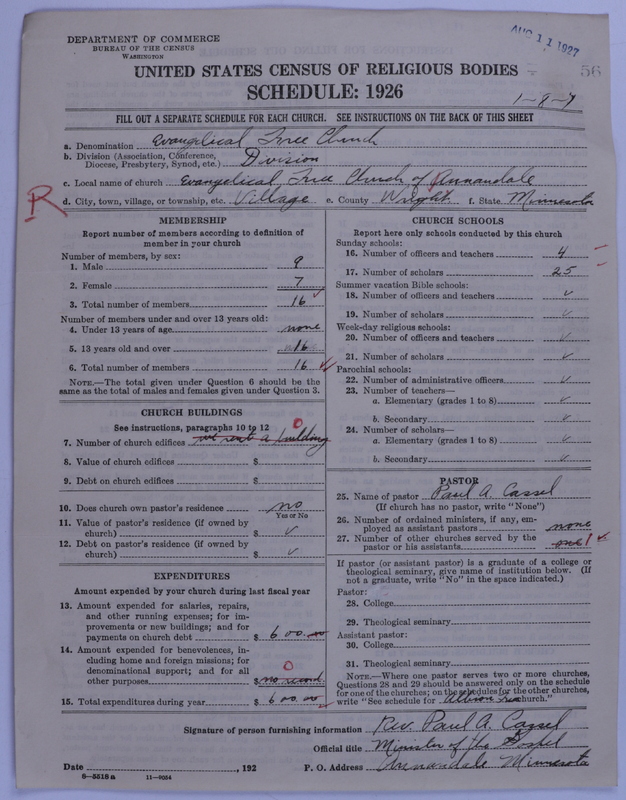 DEPARTMENT OF COMMERCE
BUREAU OF THE CENSUS
WASHINGTON
AUG 11 1927
56
UNITED STATES CENSUS OF RELIGIOUS BODIES
SCHEDULE: 1926
1-8-7
FILL OUT A SEPARATE SCHEDULE FOR EACH CHURCH. SEE INSTRUCTIONS ON THE BACK OF THIS SHEET
a. Denomination Evangelical Free Church
b. Division (Association, Conference, Diocese, Presbytery, Synod, etc.) Division
c. Local name of church Evangelical Free Church of Annandale
R
d. City, town, village, or township, etc. Village e. County Wright f. State Minnesota
MEMBERSHIP
Report number of members according to definition of
member in your church
Number of members, by sex:
1. Male 9
2. Female 7
3. Total number of members 16
Number of members under and over 13 years old:
4. Under 13 years of age none
5. 13 years old and over 16
6. Total number of members 16
NOTE.—The total given under Question 6 should be the
same as the total of males and females given under Question 3.
CHURCH BUILDINGS
See instructions, paragraphs 10 to 12
0
7. Number of church edifices we rent a building
8. Value of church edifices $
9. Debt on church edifices $
10. Does church own pastor's residence no
Yes or No
11. Value of pastor's residence (if owned by
church) $
12. Debt on pastor's residence (if owned by
church) $
EXPENDITURES
Amount expended by your church during last fiscal year
13. Amount expended for salaries, repairs,
and other running expenses; for im-
provements or new buildings; and for
payments on church debt $ 600.00
14. Amount expended for benevolences, in-
cluding home and foreign missions; for
denominational support; and for all
0
other purposes $ no record
15. Total expenditures during year $ 600.00
CHURCH SCHOOLS
Report here only schools conducted by this church
Sunday schools:
16. Number of officers and teachers 4
17. Number of scholars 25
Summer vacation Bible schools:
18. Number of officers and teachers
19. Number of scholars
Week-day religious schools:
20. Number of officers and teachers
21. Number of scholars
Parochial schools:
22. Number of administrative officers
23. Number of teachers—
a. Elementary (grades 1 to 8)
b. Secondary
24. Number of scholars—
a. Elementary (grades 1 to 8)
b. Secondary
PASTOR
25. Name of pastor Paul A. Cassel
(If church has no pastor, write "None")
26. Number of ordained ministers, if any, em-
ployed as assistant pastors none
27. Number of other churches served by the
pastor or his assistants one 1
If pastor (or assistant pastor) is a graduate of a college or
theological seminary, give name of institution below. (If
not a graduate, write "No" in the space indicated.)
Pastor:
28. College
29. Theological seminary
Assistant pastor:
30. College
31. Theological seminary
NOTE.—Where one pastor serves two or more churches,
Questions 28 and 29 should be answered only on the schedule
for one of the churches; on the schedules for the other churches,
write "See schedule for Albion church."
Signature of person furnishing information Rev. Paul A. Cassel
Official title Minister of the Gospel
Date , 192 P. O. Address Annandale Minnesota
8—5518 a 11—9054